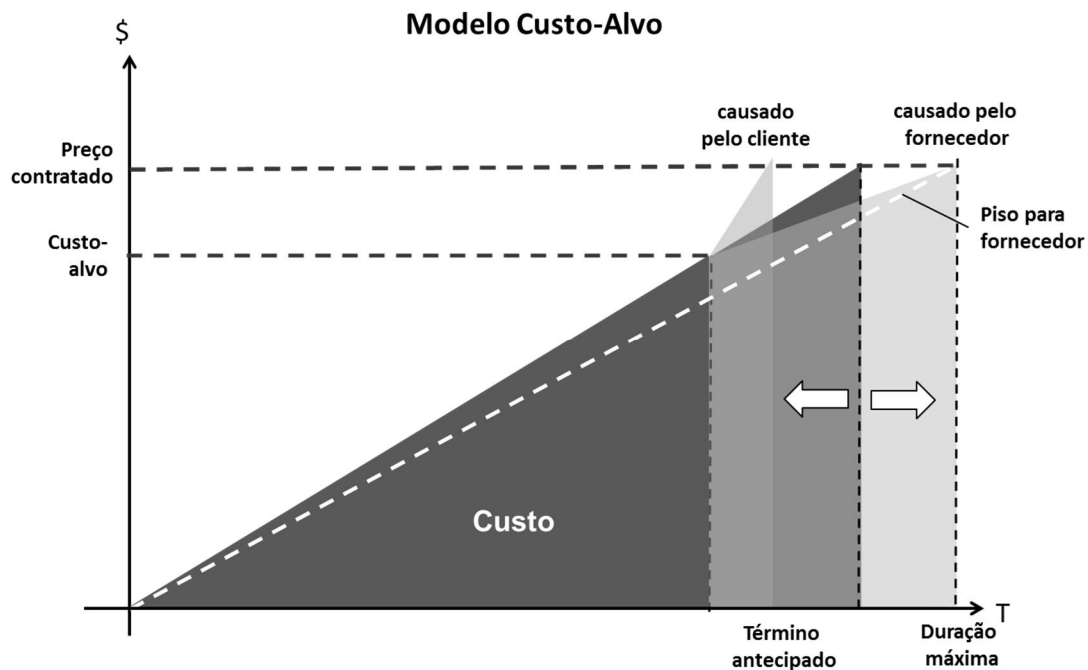 Modelo Custo-Alvo
$
causado
pelo cliente
causado pelo
fornecedor
Preço
contratado
Custo-
alvo
Piso para
fornecedor
Custo
T
Término
antecipado
Duração
máxima